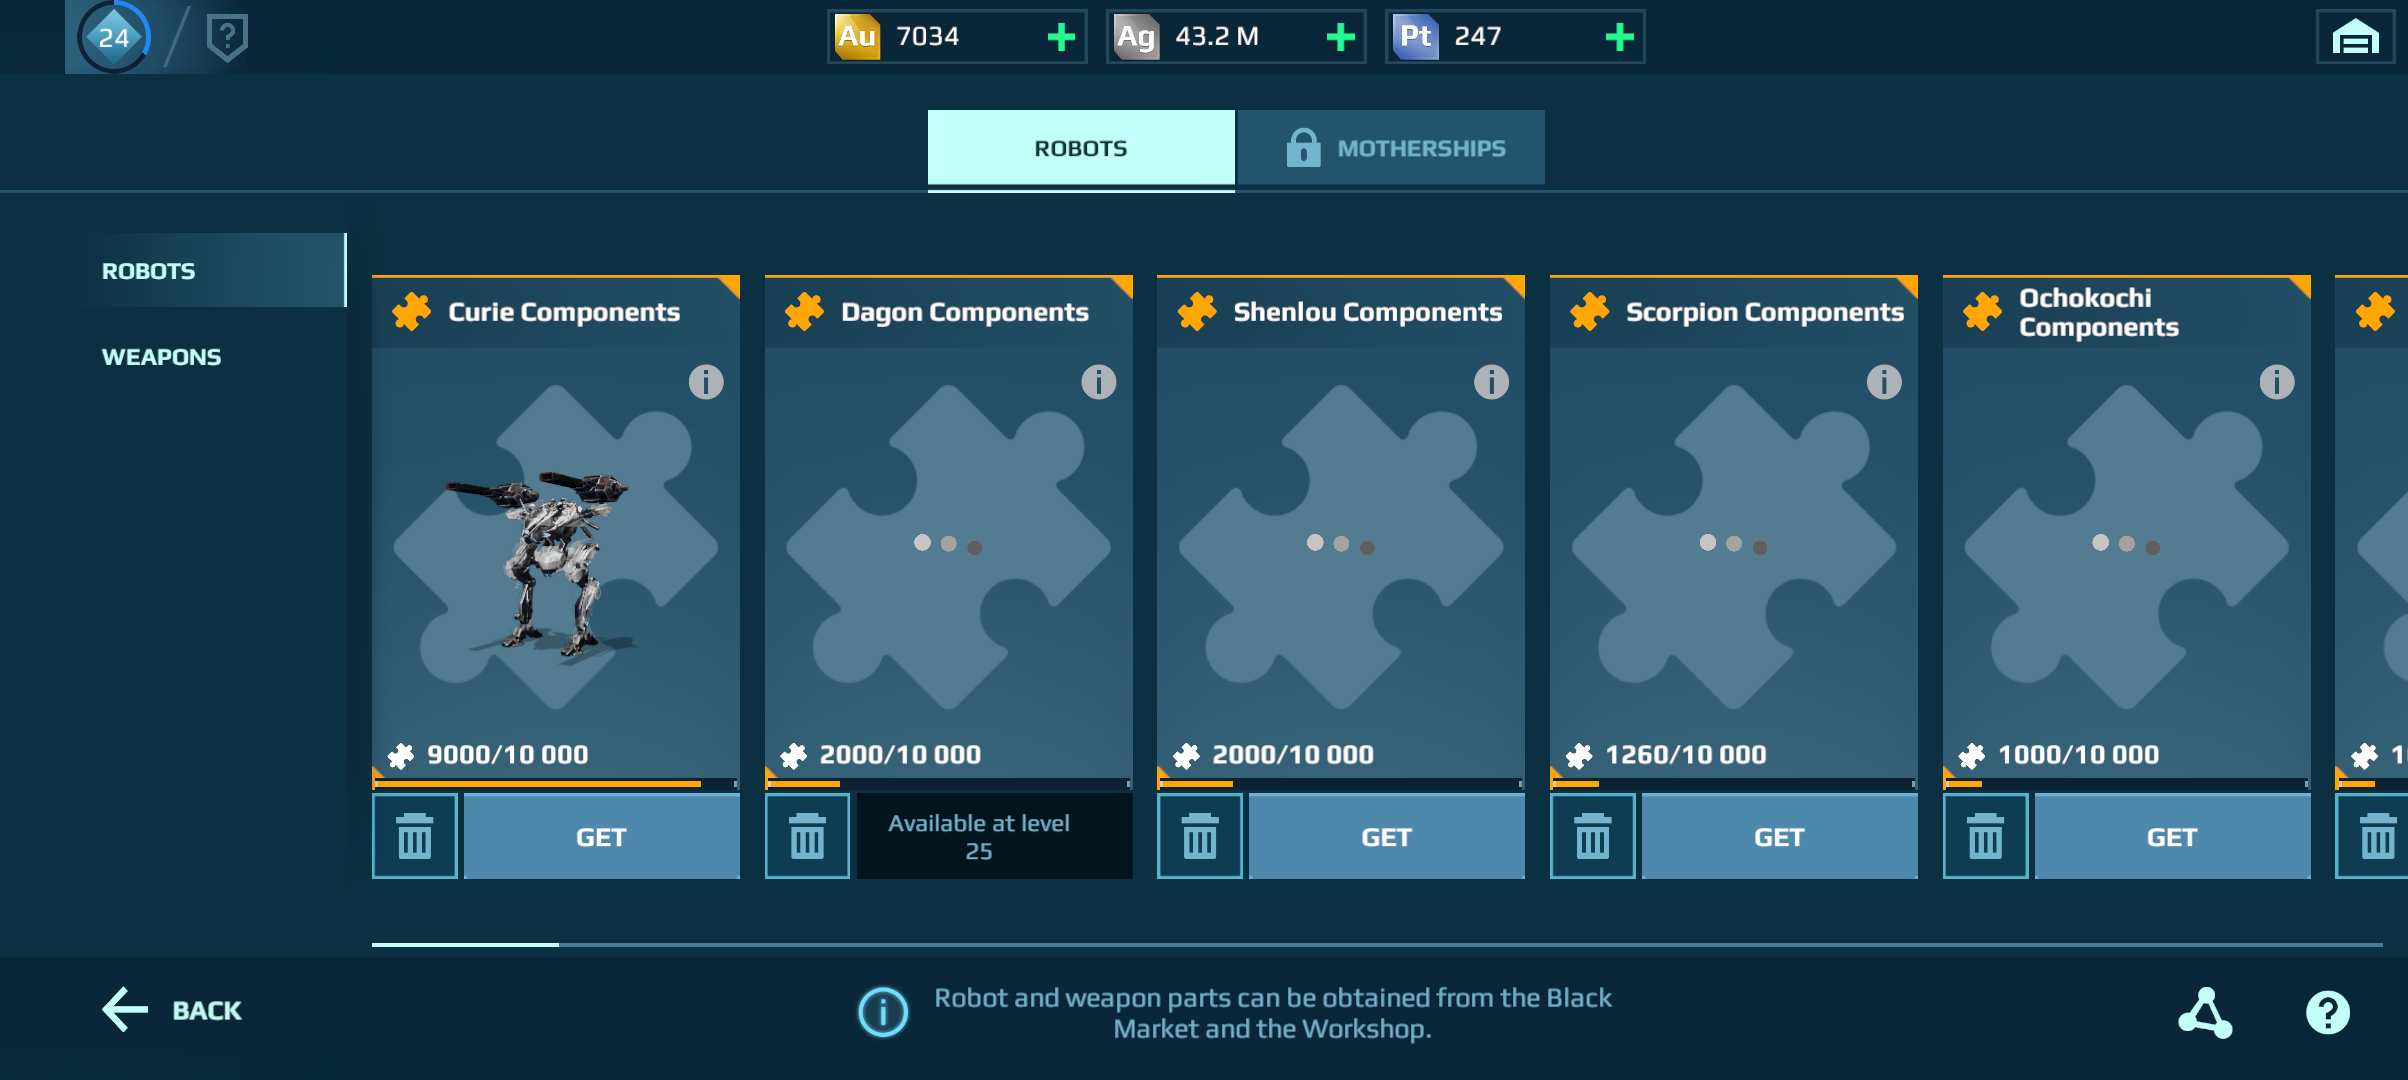 24
?
Au 7034
Ag 43.2 M
Pt 247
ROBOTS
MOTHERSHIPS
ROBOTS
WEAPONS
Curie Components
9000/10 000
GET
Dagon Components
2000/10 000
Available at level
25
Shenlou Components
2000/10 000
GET
Scorpion Components
1260/10 000
GET
Ochokochi
Components
1000/10 000
GET
BACK
Robot and weapon parts can be obtained from the Black
Market and the Workshop.
?